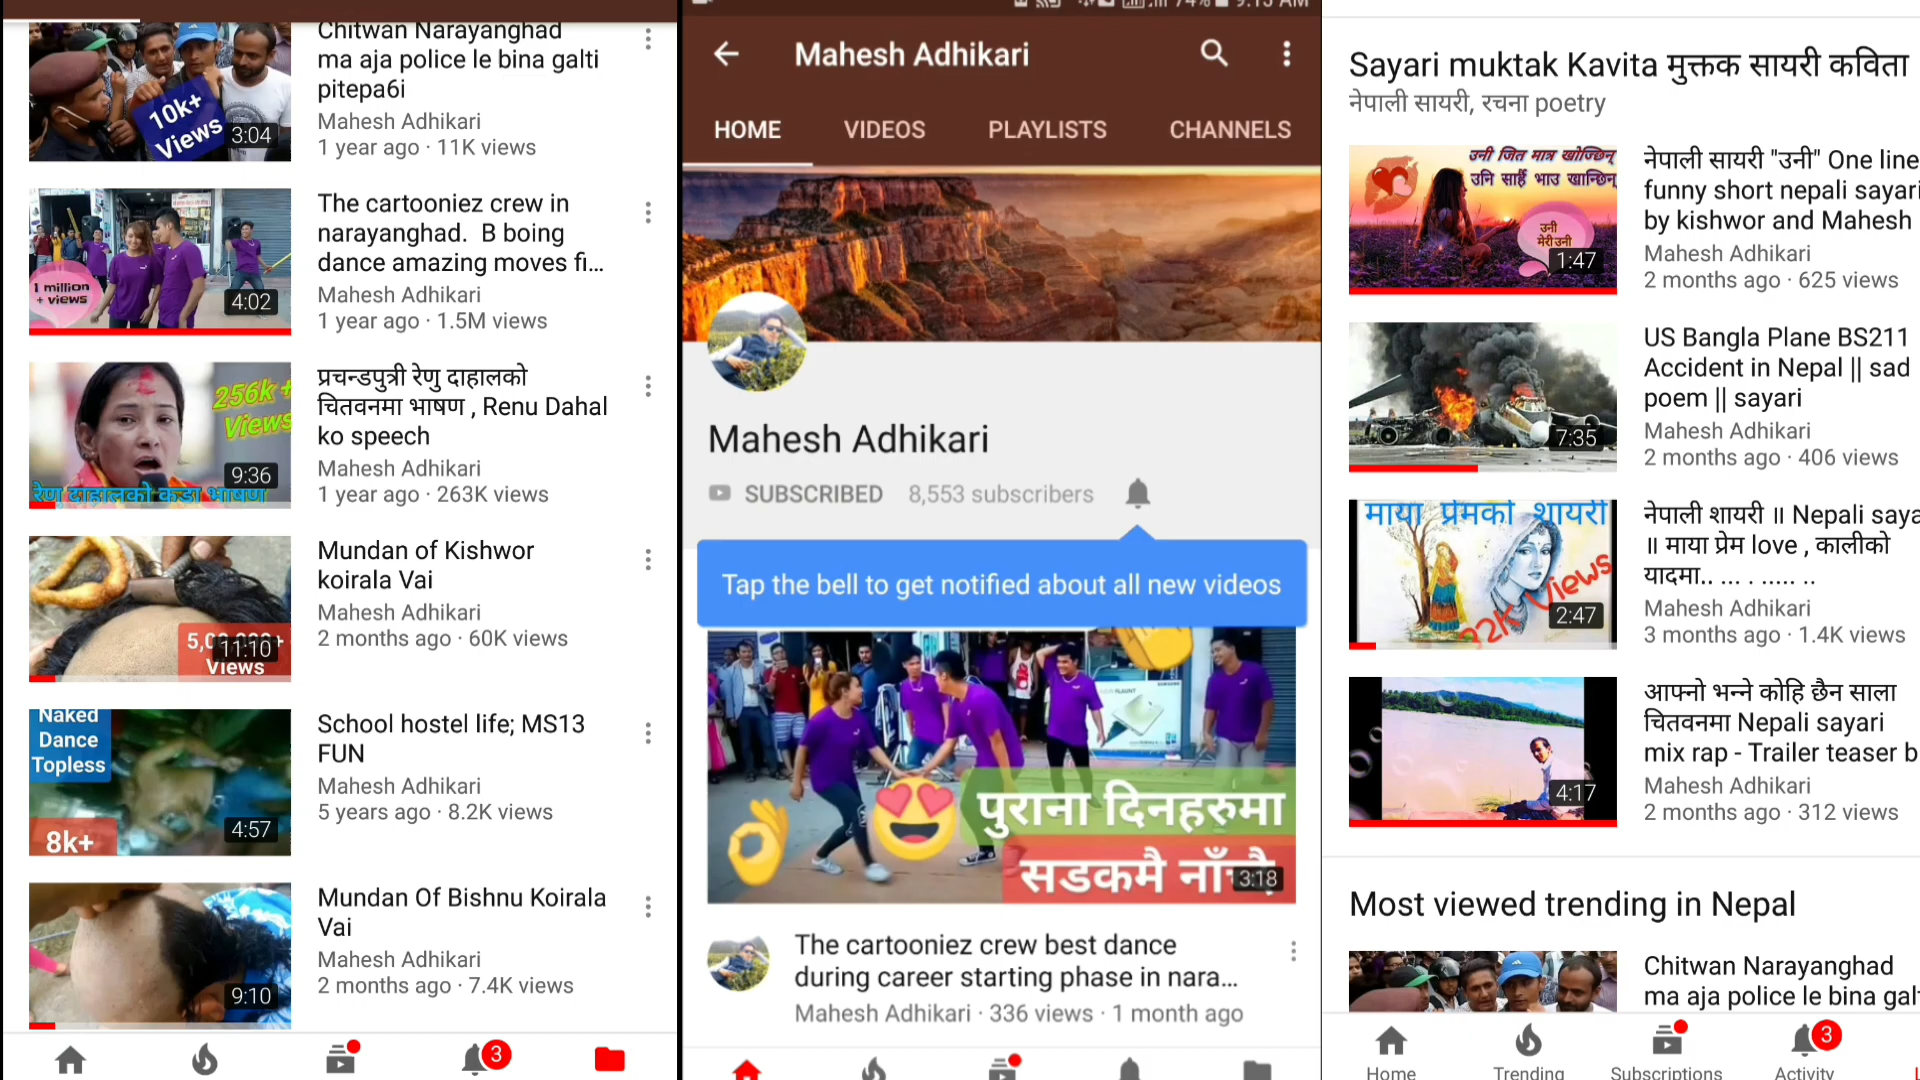 Chitwan Narayanghad
ma aja police le bina galti
pitepa6i
Mahesh Adhikari
1 year ago · 11K views
10k+
Views
3:04
The cartooniez crew in
narayanghad. B boing
dance amazing moves fi...
Mahesh Adhikari
1 year ago · 1.5M views
1 million
+ views
4:02
प्रचन्डपुत्री रेणु दाहालको
चितवनमा भाषण , Renu Dahal
ko speech
Mahesh Adhikari
1 year ago · 263K views
256k +
Views
9:36
रेणु दाहालको कडा भाषण
Mundan of Kishwor
koirala Vai
Mahesh Adhikari
2 months ago · 60K views
11:10
Views
School hostel life; MS13
FUN
Mahesh Adhikari
5 years ago · 8.2K views
Naked
Dance
Topless
8k+
4:57
Mundan Of Bishnu Koirala
Vai
Mahesh Adhikari
2 months ago · 7.4K views
9:10
3
74% 9:15 AM
Mahesh Adhikari
HOME VIDEOS PLAYLISTS CHANNELS
Mahesh Adhikari
SUBSCRIBED 8,553 subscribers
Tap the bell to get notified about all new videos
पुराना दिनहरुमा
सडकमै
3:18
The cartooniez crew best dance
during career starting phase in nara...
Mahesh Adhikari · 336 views · 1 month ago
Sayari muktak Kavita मुक्तक सायरी कविता
नेपाली सायरी, रचना poetry
उनी जित मात्र खोज्छिन्
उनि सार्है भाउ खान्छिन्
उनी
मेरी उनी
1:47
नेपाली सायरी "उनी" One line
funny short nepali sayari
by kishwor and Mahesh
Mahesh Adhikari
2 months ago · 625 views
7:35
US Bangla Plane BS211
Accident in Nepal || sad
poem || sayari
Mahesh Adhikari
2 months ago · 406 views
माया प्रेमको शायरी
Views
2:47
नेपाली शायरी ॥ Nepali saya
॥ माया प्रेम love , कालीको
यादमा.. ... . ..... ..
Mahesh Adhikari
3 months ago · 1.4K views
4:17
आफ्नो भन्ने कोहि छैन साला
चितवनमा Nepali sayari
mix rap - Trailer teaser b
Mahesh Adhikari
2 months ago · 312 views
Most viewed trending in Nepal
Chitwan Narayanghad
ma aja police le bina galt
3
Home Trending Subscriptions Activity